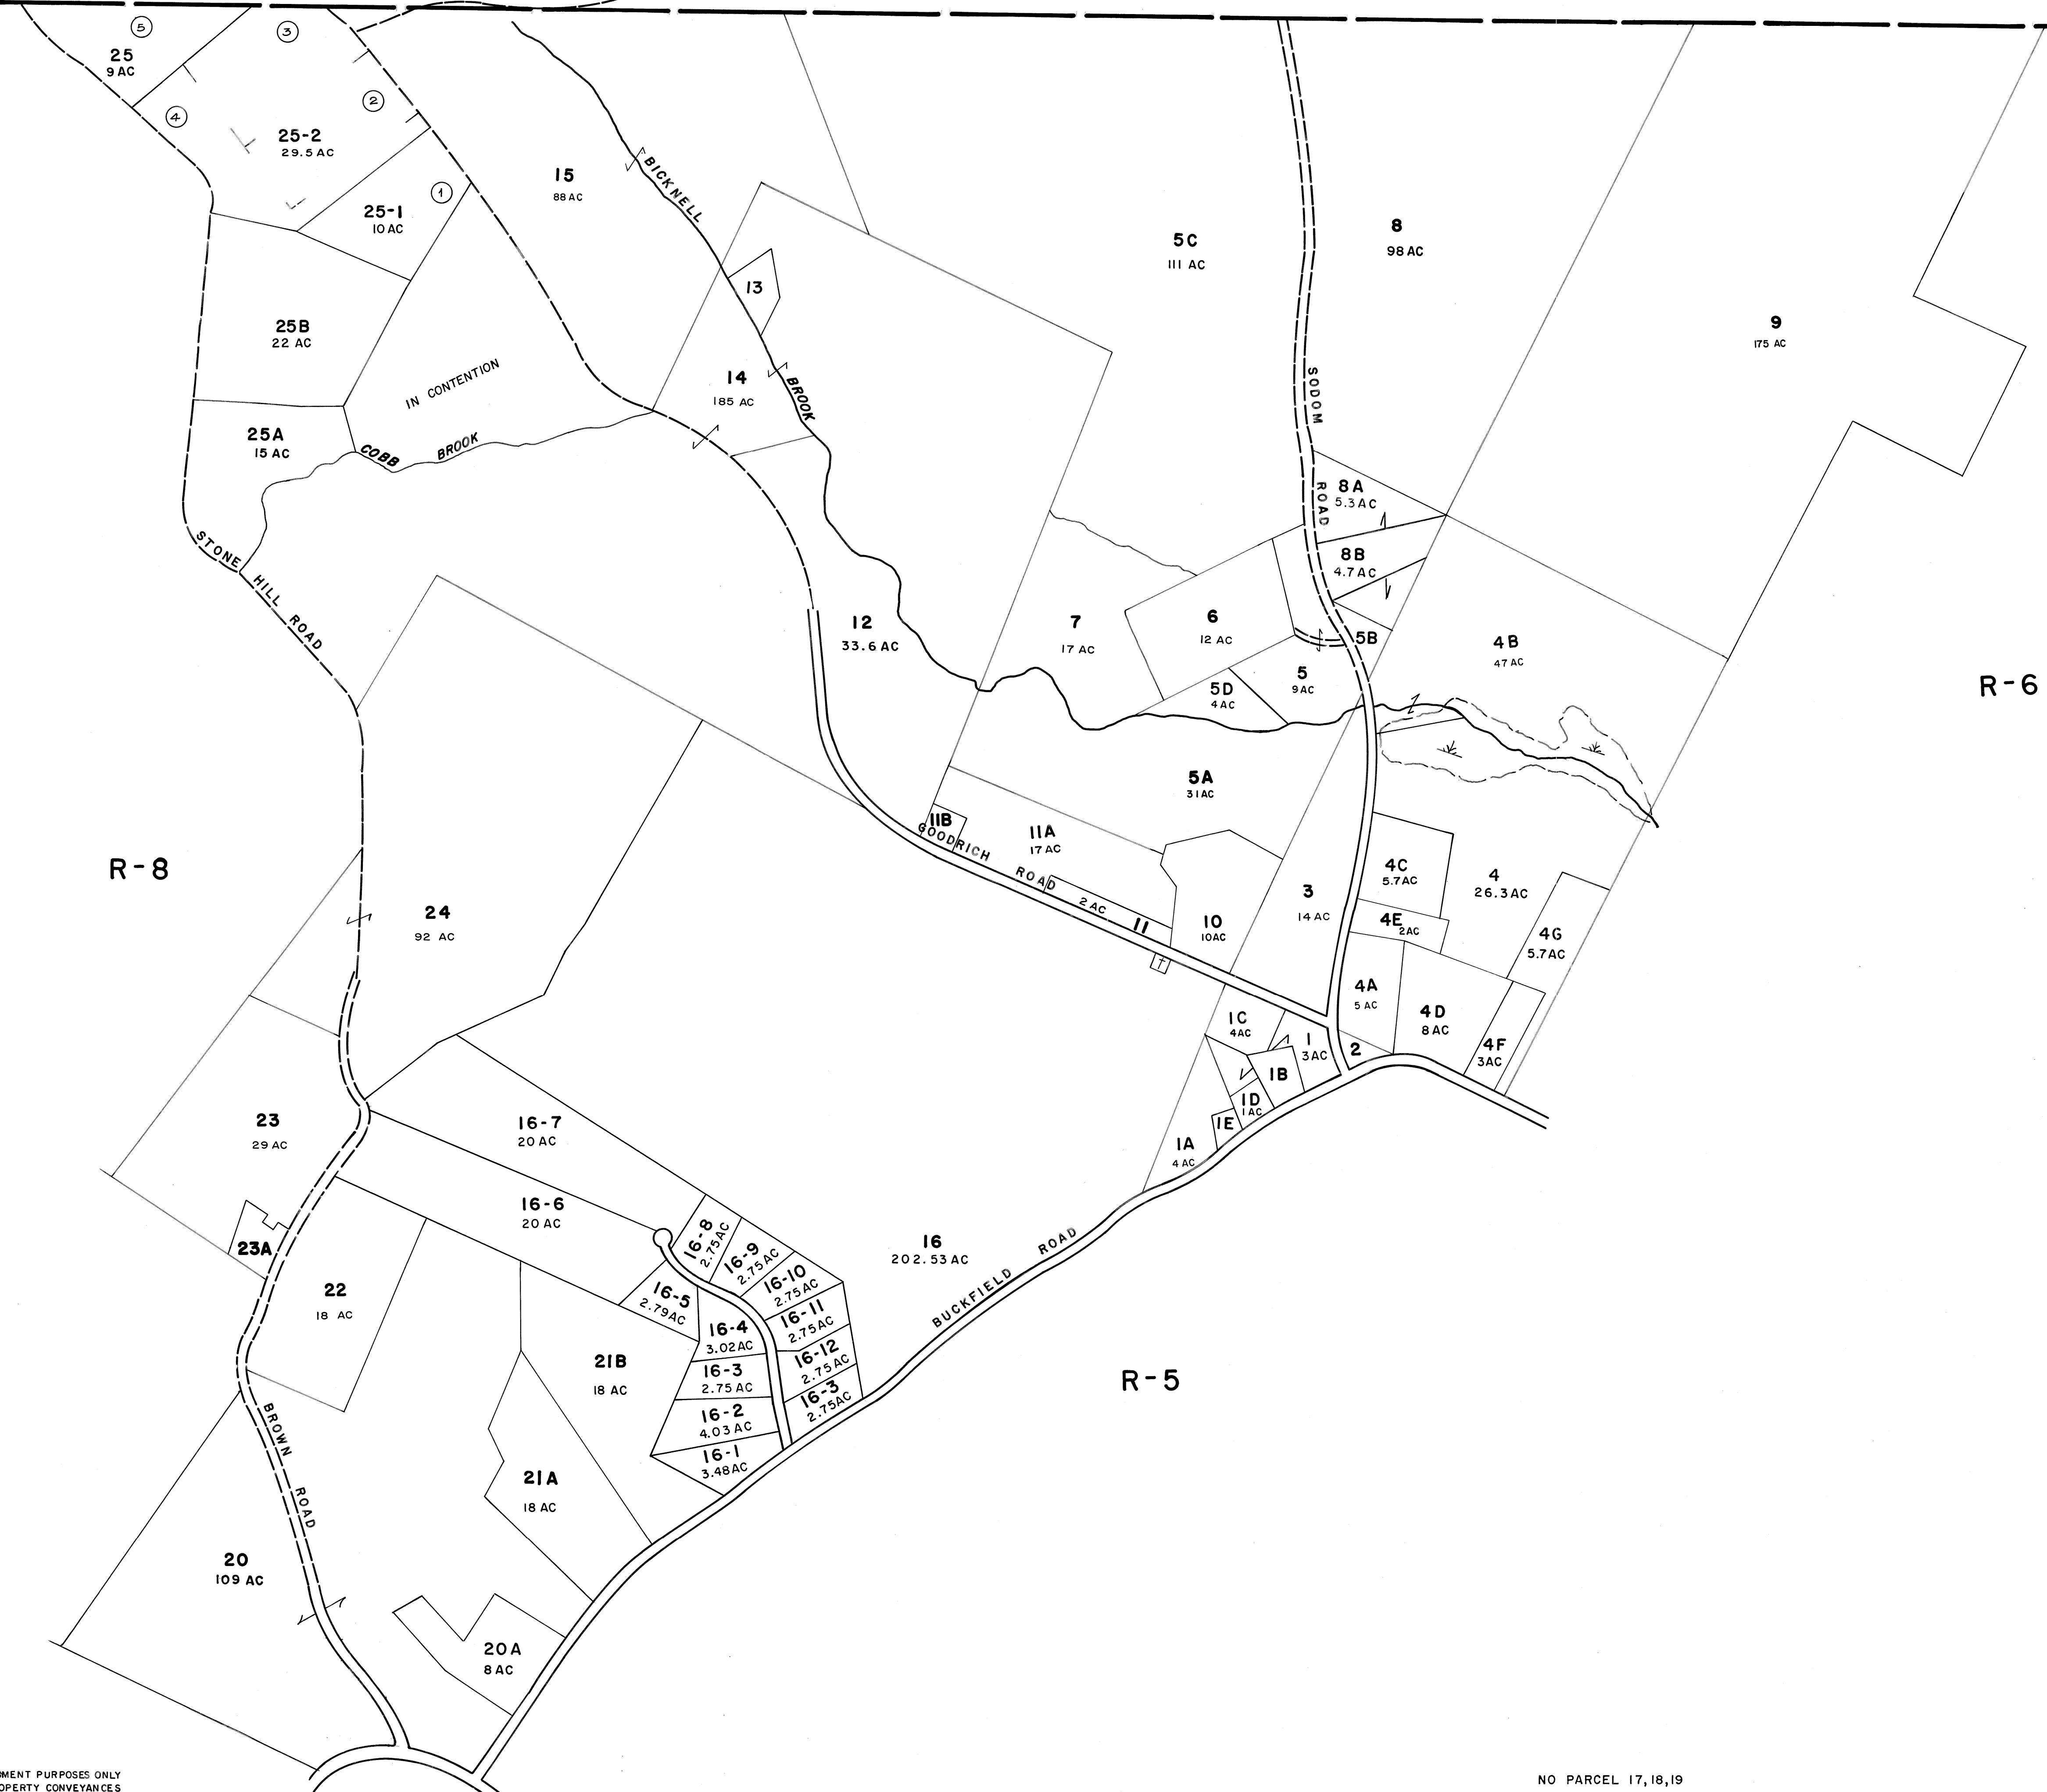 5
3
25
9 AC
2
4
25-2
29.5 AC
15
88 AC
BICKNELL
1
25-1
10 AC
5C
111 AC
8
98 AC
13
25B
22 AC
9
175 AC
IN CONTENTION
14
185 AC
BROOK
SODOM
25A
15 AC
COBB
BROOK
8A
5.3 AC
ROAD
STONE
HILL
ROAD
8B
4.7 AC
12
33.6 AC
7
17 AC
6
12 AC
5B
4B
47 AC
5
9 AC
5D
4 AC
R-6
5A
31 AC
11B
GOODRICH
ROAD
11A
17 AC
R-8
4C
5.7 AC
4
26.3 AC
3
14 AC
2 AC
11
10
10 AC
4E
2 AC
4G
5.7 AC
24
92 AC
4A
5 AC
4D
8 AC
1C
4 AC
1
3 AC
2
4F
3 AC
1B
1D
1 AC
1E
1A
4 AC
23
29 AC
16-7
20 AC
16-6
20 AC
23A
16-8
2.75 AC
16-9
2.75 AC
16
202.53 AC
BUCKFIELD
ROAD
22
18 AC
16-5
2.79 AC
16-10
2.75 AC
16-11
2.75 AC
16-4
3.02 AC
21B
18 AC
16-3
2.75 AC
16-12
2.75 AC
16-3
2.75 AC
R-5
16-2
4.03 AC
BROWN
ROAD
16-1
3.48 AC
21A
18 AC
20
109 AC
20A
8 AC
MENT PURPOSES ONLY
OPERTY CONVEYANCES
NO PARCEL 17,18,19